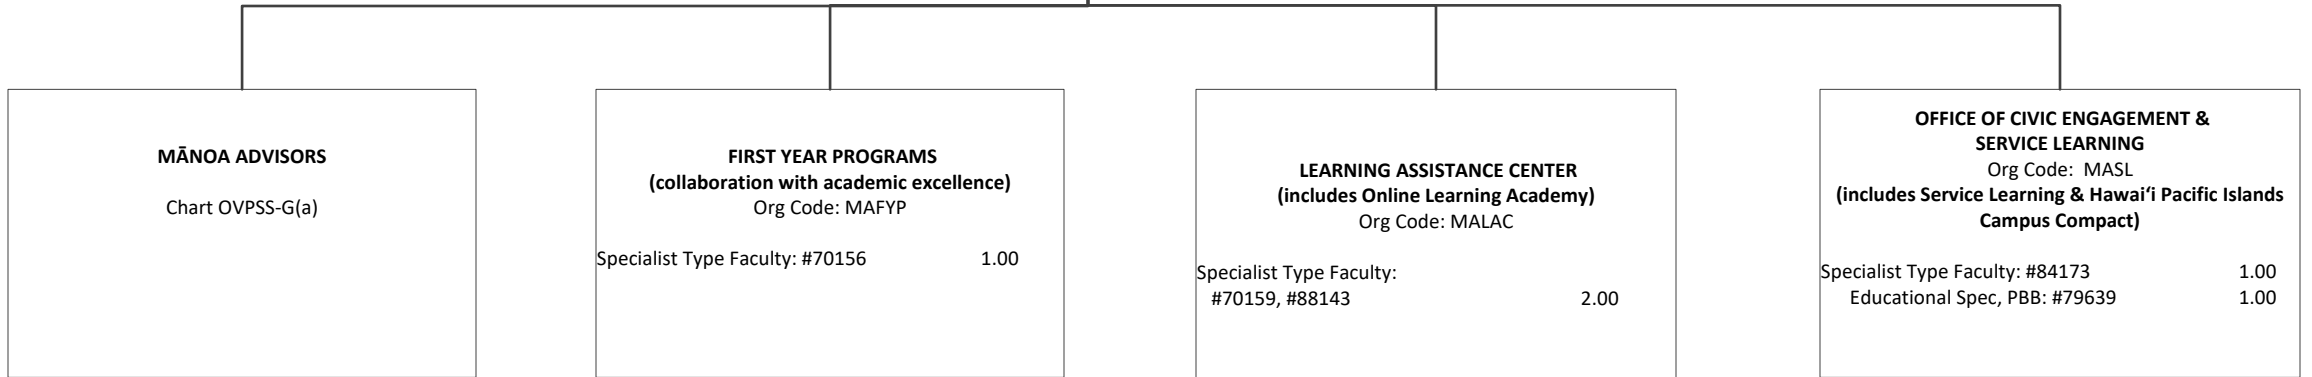 MĀNOA ADVISORS
Chart OVPSS-G(a)
FIRST YEAR PROGRAMS
(collaboration with academic excellence)
Org Code: MAFYP
Specialist Type Faculty: #70156 1.00
LEARNING ASSISTANCE CENTER
(includes Online Learning Academy)
Org Code: MALAC
Specialist Type Faculty:
#70159, #88143 2.00
OFFICE OF CIVIC ENGAGEMENT &
SERVICE LEARNING
Org Code: MASL
(includes Service Learning & Hawaiʻi Pacific Islands
Campus Compact)
Specialist Type Faculty: #84173 1.00
Educational Spec, PBB: #79639 1.00